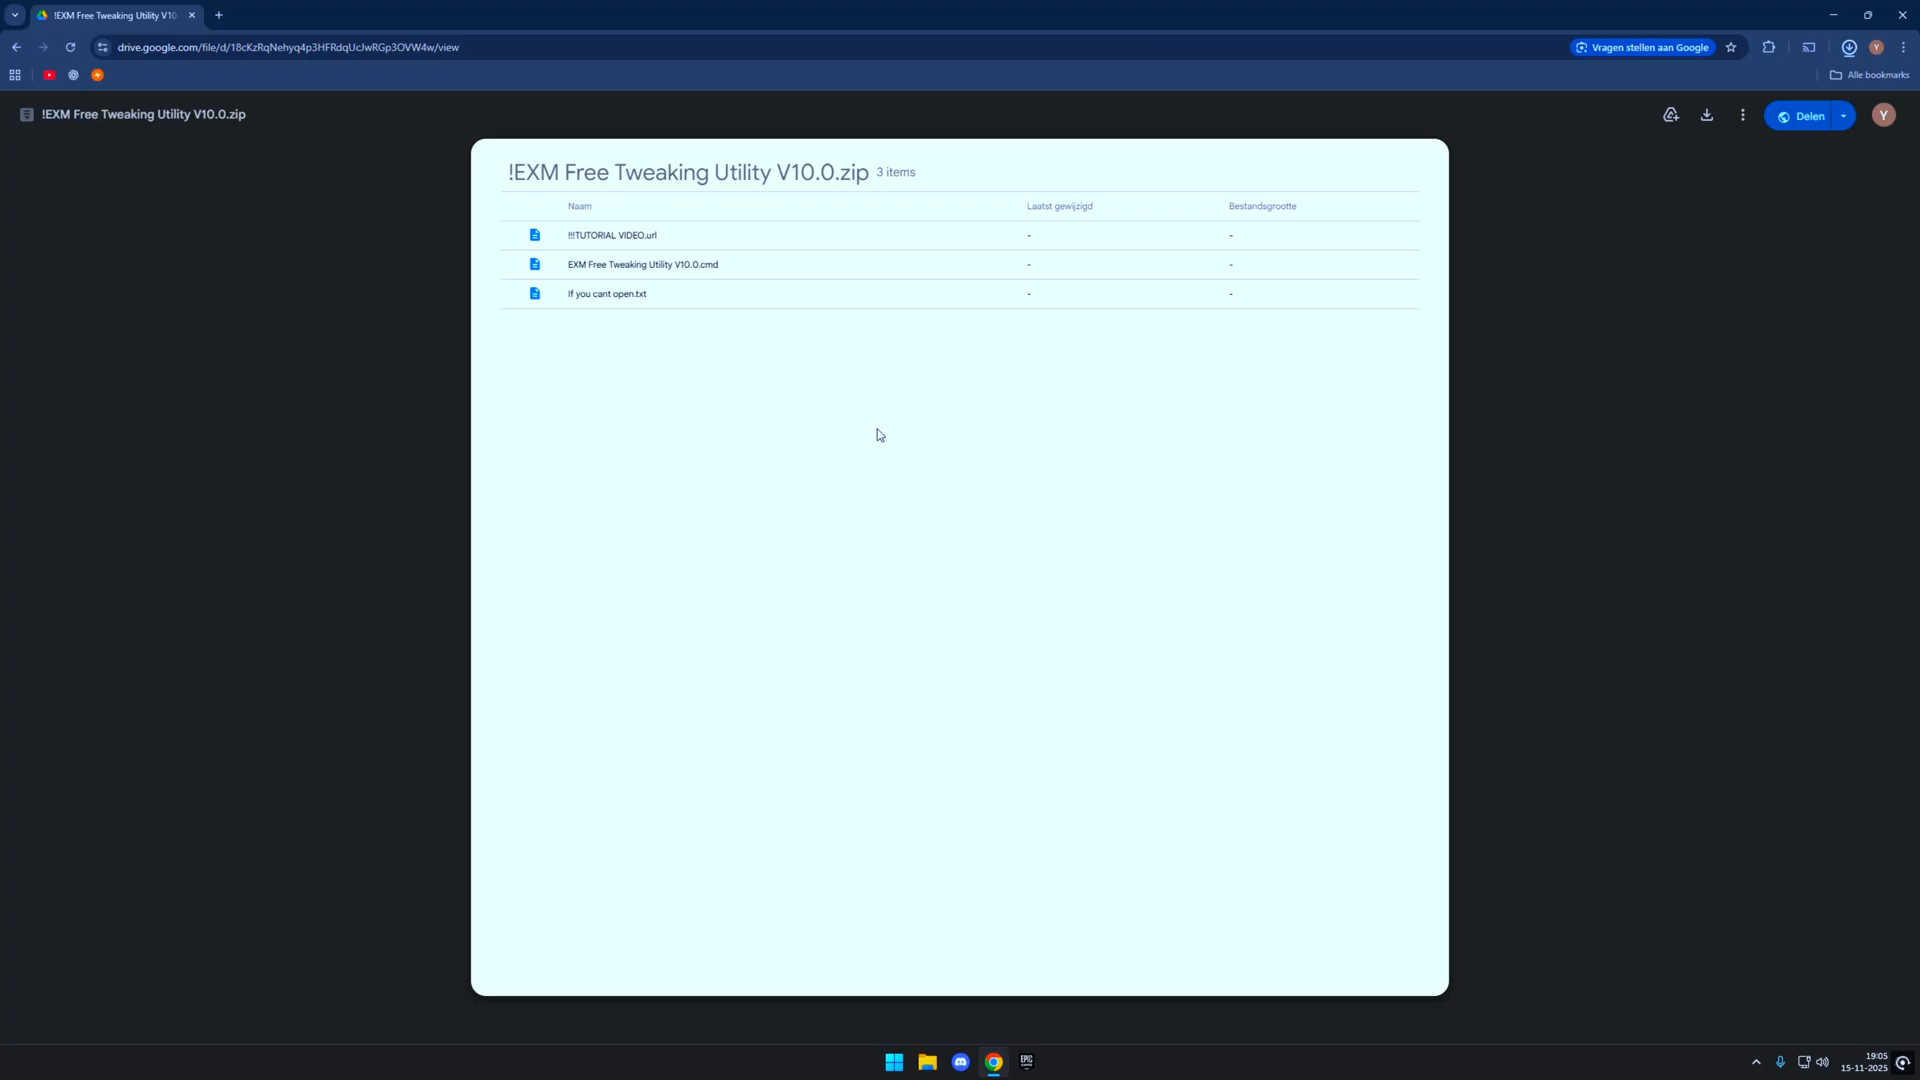 !EXM Free Tweaking Utility V10
drive.google.com/file/d/18cKzRqNehyq4p3HFRdqUcJwRGp3OVW4w/view
Vragen stellen aan Google
Y
Alle bookmarks
!EXM Free Tweaking Utility V10.0.zip
Delen
Y
!EXM Free Tweaking Utility V10.0.zip 3 items
Naam Laatst gewijzigd Bestandsgrootte
!!!TUTORIAL VIDEO.url - -
EXM Free Tweaking Utility V10.0.cmd - -
If you cant open.txt - -
EPIC
19:05
15-11-2025